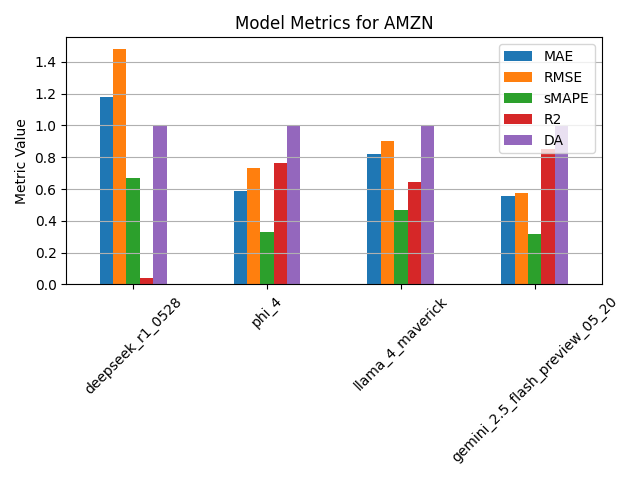 Model Metrics for AMZN
Metric Value
1.4
1.2
1.0
0.8
0.6
0.4
0.2
0.0
MAE
RMSE
sMAPE
R2
DA
deepseek_r1_0528
phi_4
llama_4_maverick
gemini_2.5_flash_preview_05_20